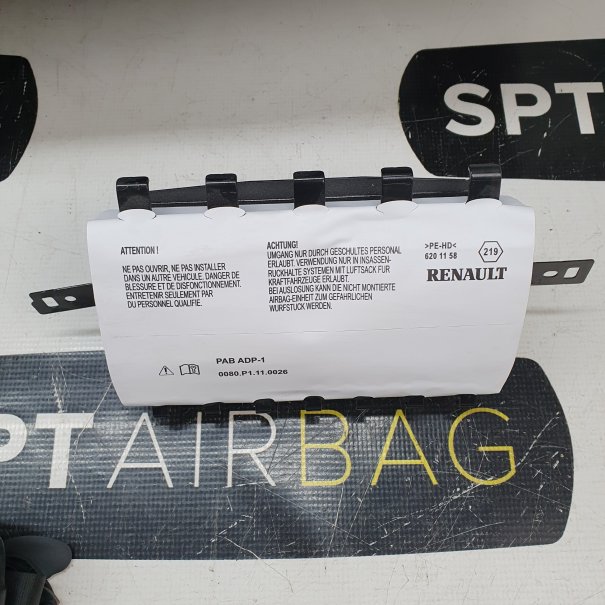 SPT
ATTENTION !
NE PAS OUVRIR, NE PAS INSTALLER
DANS UN AUTRE VEHICULE. DANGER DE
BLESSURE ET DE DISFONCTIONNEMENT.
ENTRETENIR SEULEMENT PAR
DU PERSONNEL QUALIFIE.
ACHTUNG!
UMGANG NUR DURCH GESCHULTES PERSONAL
ERLAUBT. VERWENDUNG NUR IN INSASSEN-
RUCKHALTE SYSTEMEN MIT LUFTSACK FUR
KRAFTFAHRZEUGE ERLAUBT.
BEI AUSLOSUNG KANN DIE NICHT MONTIERTE
AIRBAG-EINHEIT ZUM GEFAHRLICHEN
WURFSTUCK WERDEN.
>PE-HD<
620 11 58
219
RENAULT
PAB ADP-1
0080.P1.11.0026
PT AIRBAG
SPT